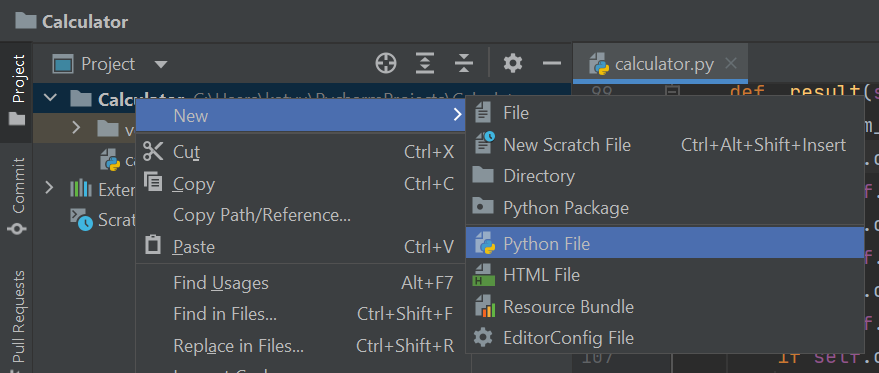 Calculator
Project
Project
calculator.py
Calculator
New
File
99
def
result(
New Scratch File
Ctrl+Alt+Shift+Insert
Cut
Ctrl+X
Directory
Exter
Copy
Ctrl+C
Python Package
Commit
Scrat
Copy Path/Reference...
Paste
Ctrl+V
Python File
Find Usages
Alt+F7
HTML File
Find in Files...
Ctrl+Shift+F
Resource Bundle
Pull Requests
Replace in Files...
Ctrl+Shift+R
EditorConfig File
107
if self.